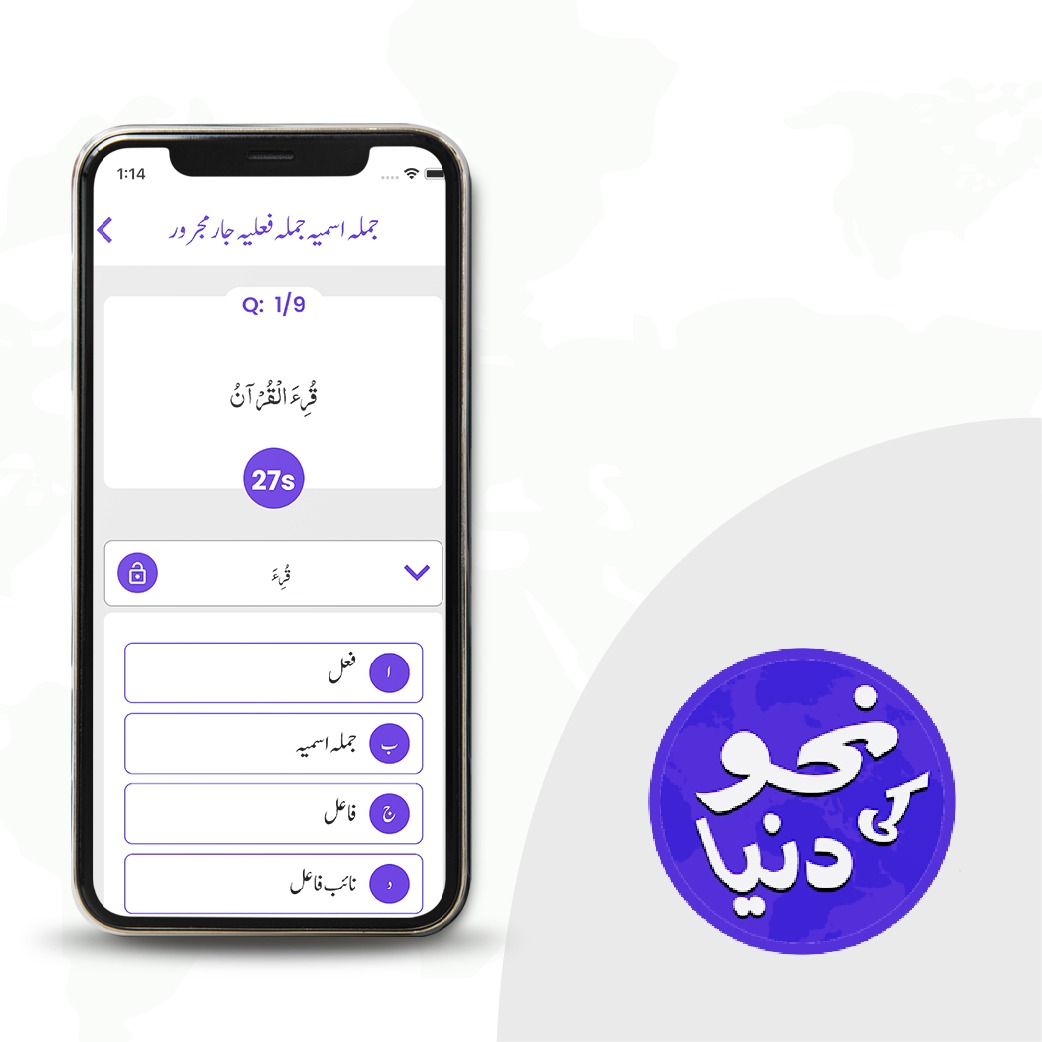 1:14
جملہ اسمیہ جملہ فعلیہ جار مجرور
Q: 1/9
قُرِءَ الْقُرْآنُ
27s
قُرِءَ
ا فعل
ب جملہ اسمیہ
ج فاعل
د نائب فاعل
نحو
کی
دنیا